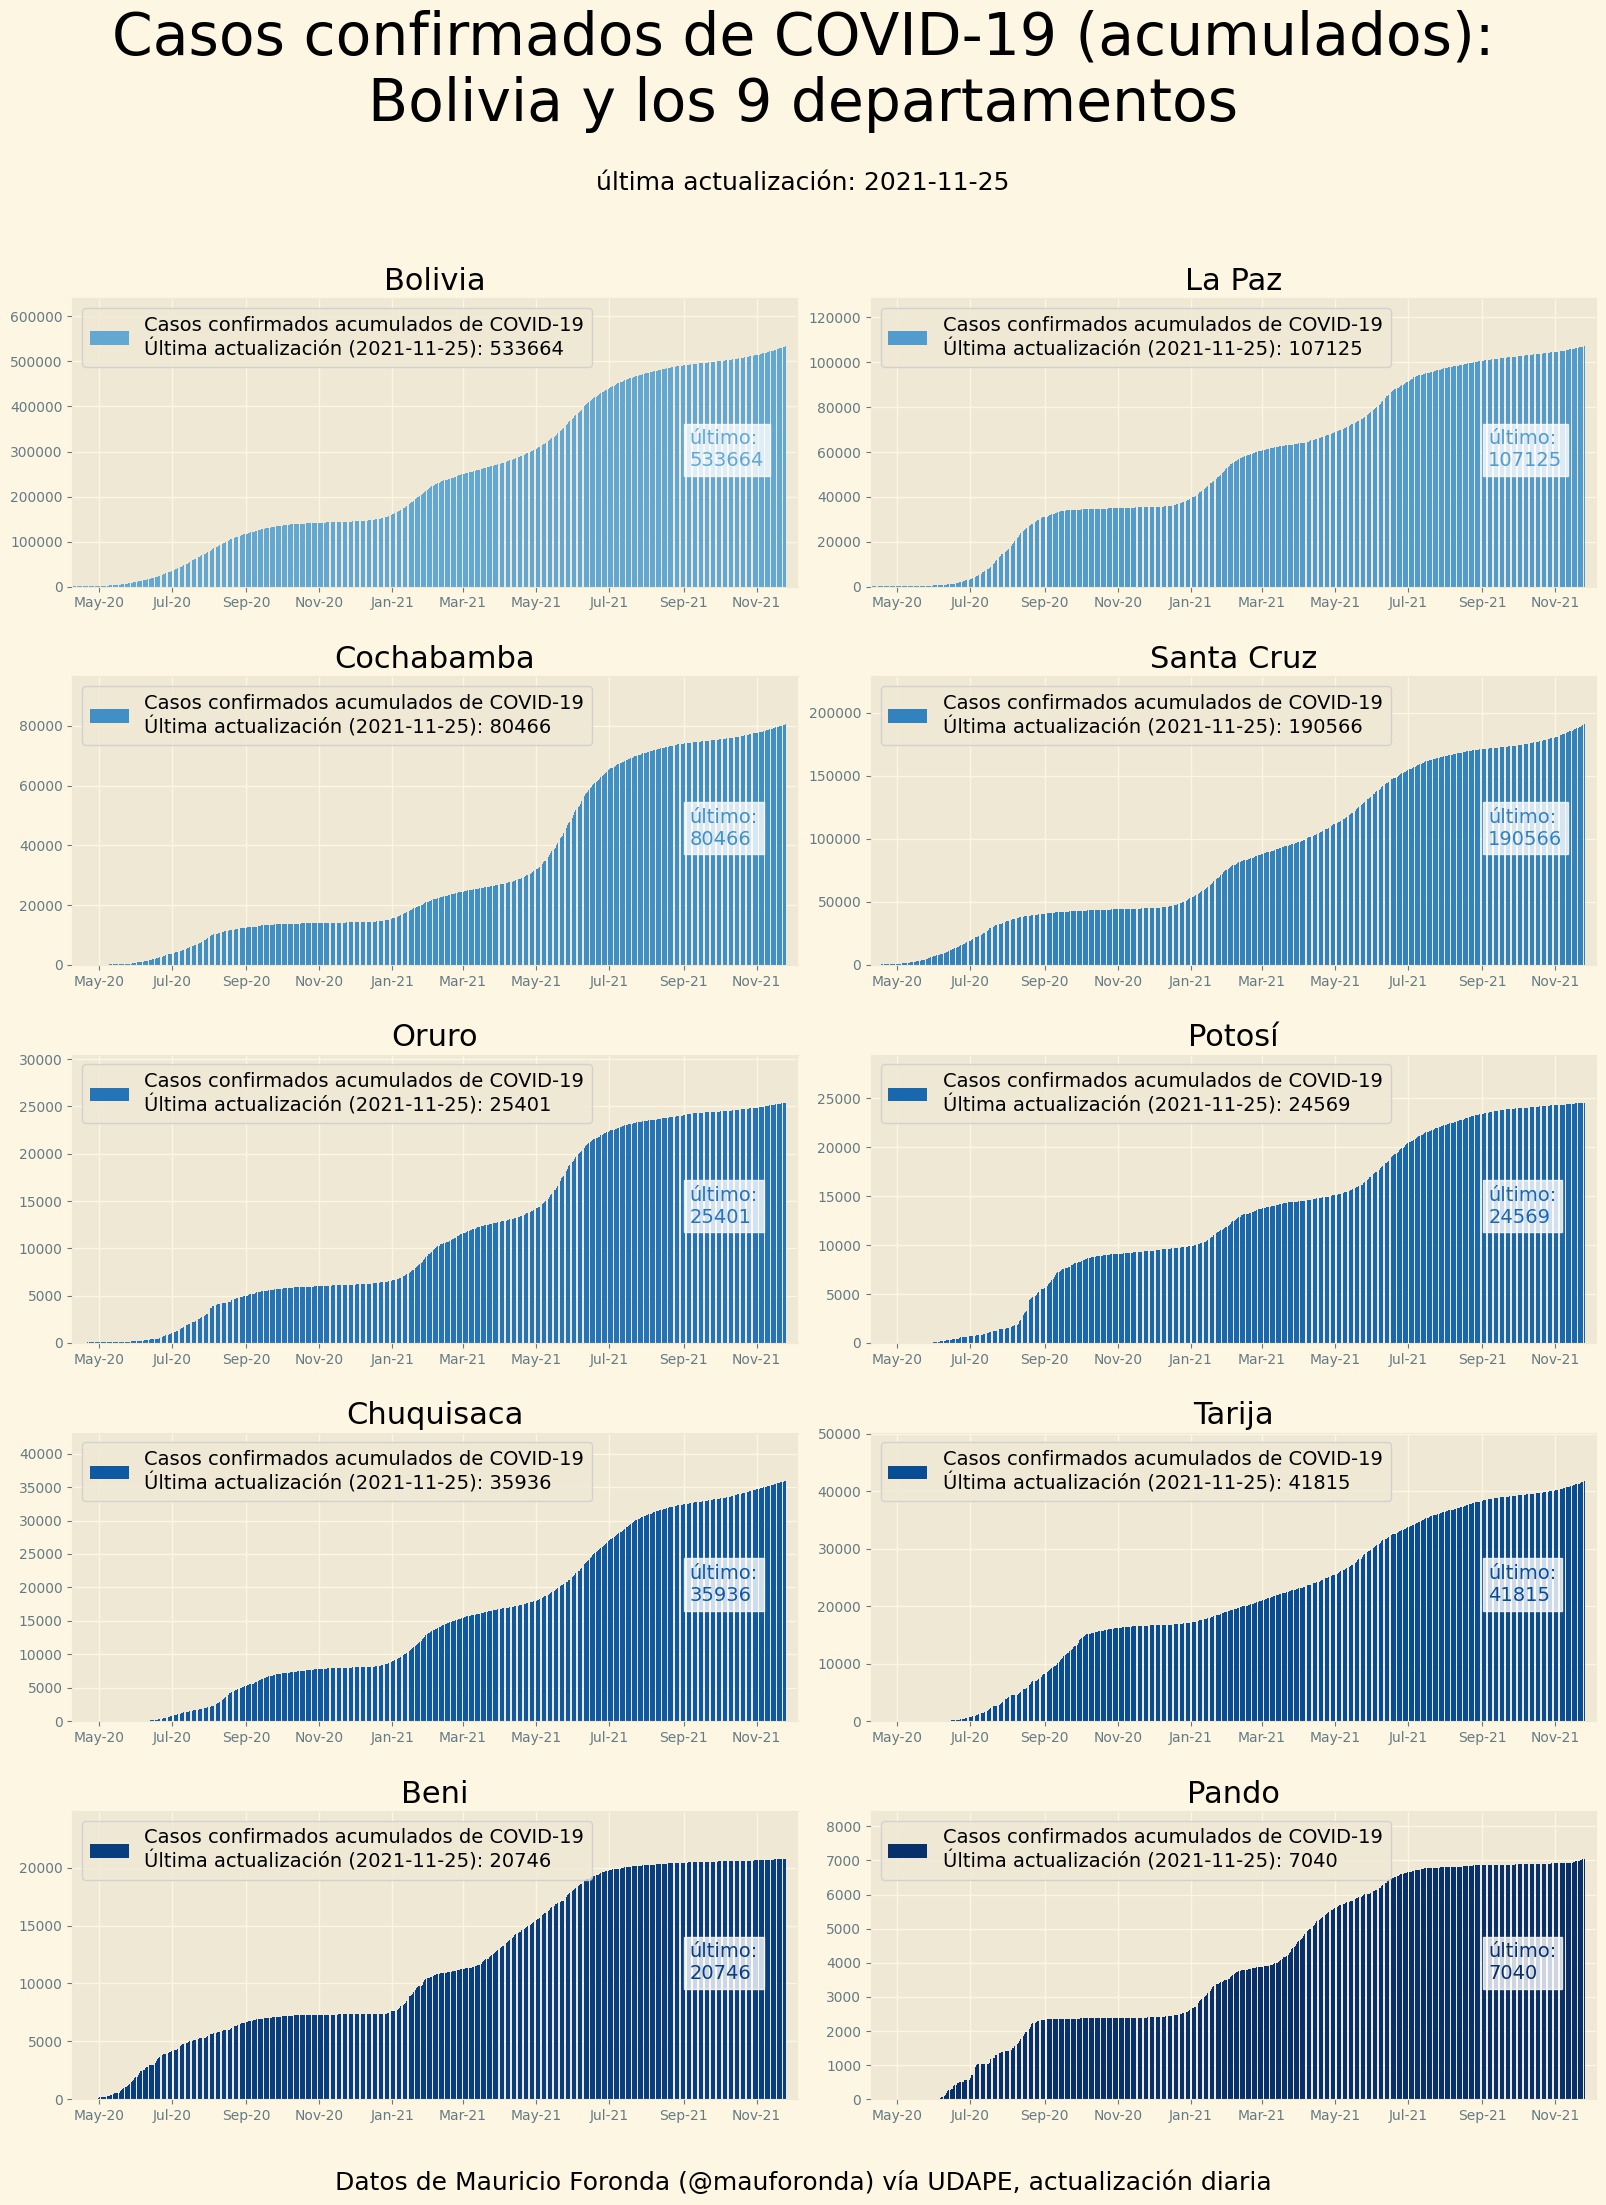 Casos confirmados de COVID-19 (acumulados):
Bolivia y los 9 departamentos
última actualización: 2021-11-25
Bolivia
600000
500000
400000
300000
200000
100000
0
Casos confirmados acumulados de COVID-19
Última actualización (2021-11-25): 533664
último:
533664
May-20 Jul-20 Sep-20 Nov-20 Jan-21 Mar-21 May-21 Jul-21 Sep-21 Nov-21
La Paz
120000
100000
80000
60000
40000
20000
0
Casos confirmados acumulados de COVID-19
Última actualización (2021-11-25): 107125
último:
107125
May-20 Jul-20 Sep-20 Nov-20 Jan-21 Mar-21 May-21 Jul-21 Sep-21 Nov-21
Cochabamba
80000
60000
40000
20000
0
Casos confirmados acumulados de COVID-19
Última actualización (2021-11-25): 80466
último:
80466
May-20 Jul-20 Sep-20 Nov-20 Jan-21 Mar-21 May-21 Jul-21 Sep-21 Nov-21
Santa Cruz
200000
150000
100000
50000
0
Casos confirmados acumulados de COVID-19
Última actualización (2021-11-25): 190566
último:
190566
May-20 Jul-20 Sep-20 Nov-20 Jan-21 Mar-21 May-21 Jul-21 Sep-21 Nov-21
Oruro
30000
25000
20000
15000
10000
5000
0
Casos confirmados acumulados de COVID-19
Última actualización (2021-11-25): 25401
último:
25401
May-20 Jul-20 Sep-20 Nov-20 Jan-21 Mar-21 May-21 Jul-21 Sep-21 Nov-21
Potosí
25000
20000
15000
10000
5000
0
Casos confirmados acumulados de COVID-19
Última actualización (2021-11-25): 24569
último:
24569
May-20 Jul-20 Sep-20 Nov-20 Jan-21 Mar-21 May-21 Jul-21 Sep-21 Nov-21
Chuquisaca
40000
35000
30000
25000
20000
15000
10000
5000
0
Casos confirmados acumulados de COVID-19
Última actualización (2021-11-25): 35936
último:
35936
May-20 Jul-20 Sep-20 Nov-20 Jan-21 Mar-21 May-21 Jul-21 Sep-21 Nov-21
Tarija
50000
40000
30000
20000
10000
0
Casos confirmados acumulados de COVID-19
Última actualización (2021-11-25): 41815
último:
41815
May-20 Jul-20 Sep-20 Nov-20 Jan-21 Mar-21 May-21 Jul-21 Sep-21 Nov-21
Beni
20000
15000
10000
5000
0
Casos confirmados acumulados de COVID-19
Última actualización (2021-11-25): 20746
último:
20746
May-20 Jul-20 Sep-20 Nov-20 Jan-21 Mar-21 May-21 Jul-21 Sep-21 Nov-21
Pando
8000
7000
6000
5000
4000
3000
2000
1000
0
Casos confirmados acumulados de COVID-19
Última actualización (2021-11-25): 7040
último:
7040
May-20 Jul-20 Sep-20 Nov-20 Jan-21 Mar-21 May-21 Jul-21 Sep-21 Nov-21
Datos de Mauricio Foronda (@mauforonda) vía UDAPE, actualización diaria